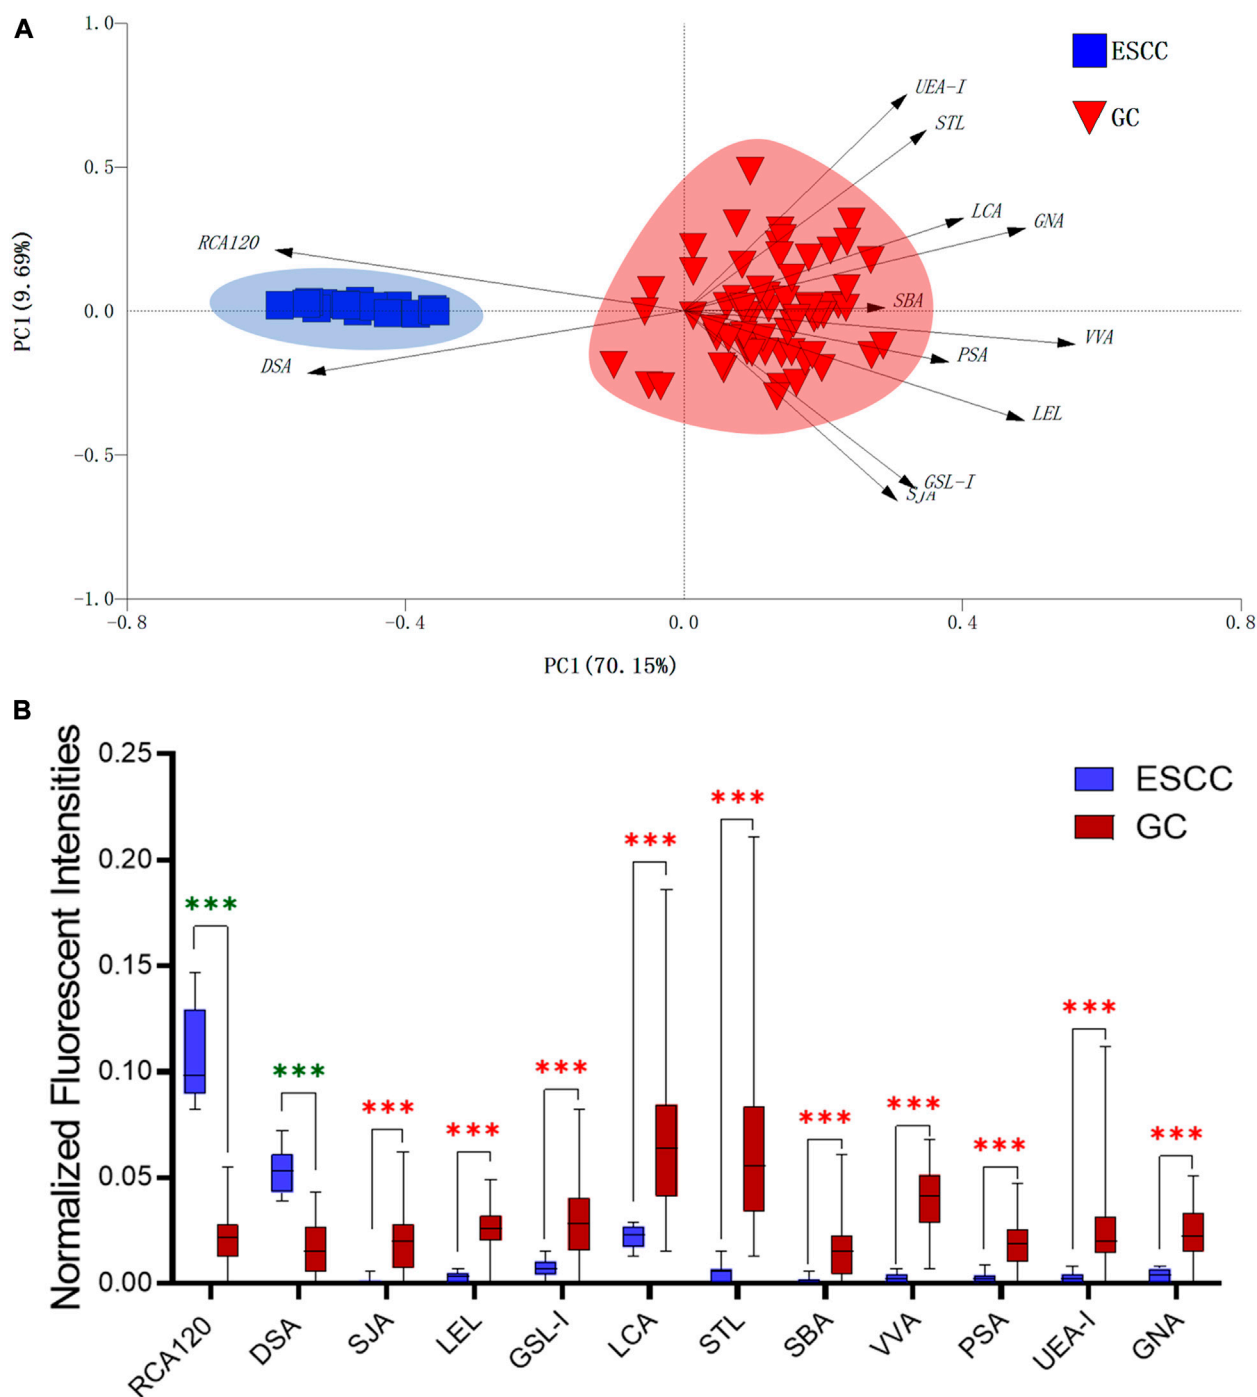 A
1.0
ESCC
GC
UEA-I
STL
0.5
LCA
GNA
RCA120
PC1(9.69%)
0.0
SBA
VVA
PSA
DSA
LEL
-0.5
GSL-I
SJA
-1.0
-0.8
-0.4
0.0
0.4
0.8
PC1(70.15%)
B
0.25
ESCC
***
GC
***
0.20
***
0.15
***
0.10
***
***
***
***
***
***
***
***
0.05
0.00
Normalized Fluorescent Intensities
RCA120
DSA
SJA
LEL
GSL-I
LCA
STL
SBA
VVA
PSA
UEA-I
GNA